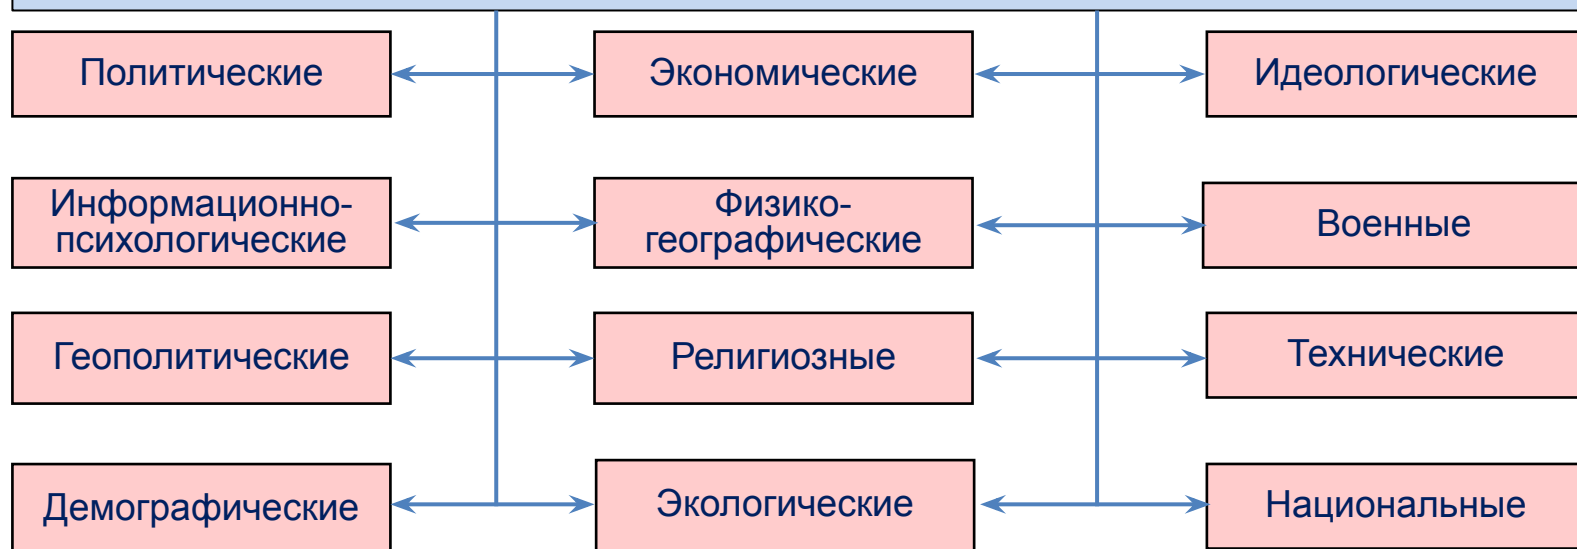 Политические
Экономические
Идеологические
Информационно-
психологические
Физико-
географические
Военные
Геополитические
Религиозные
Технические
Демографические
Экологические
Национальные